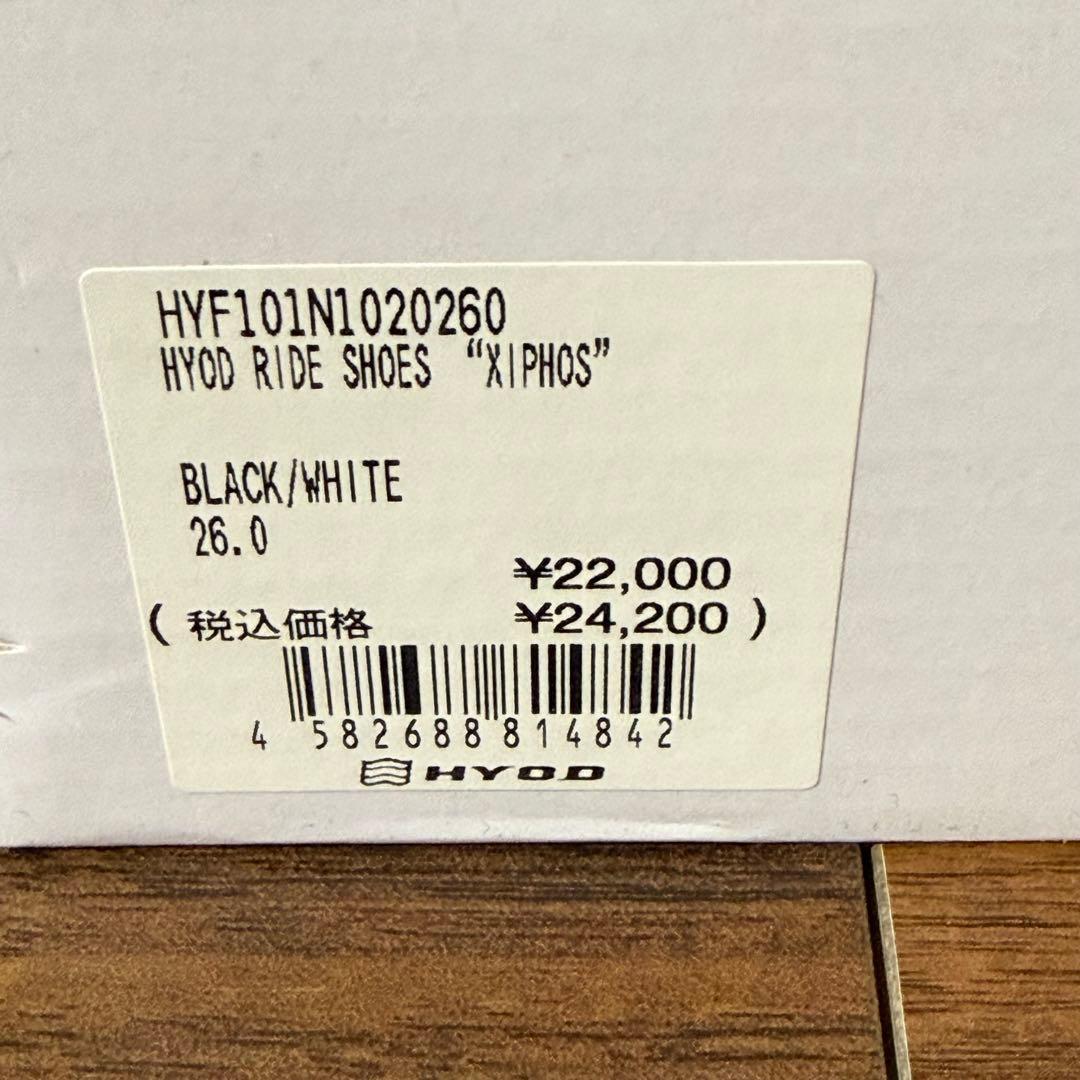 HYF101N1020260
HYOD RIDE SHOES “XIPHOS”
BLACK/WHITE
26.0
¥22,000
(税込価格 ¥24,200)
4 582688 814842
HYOD